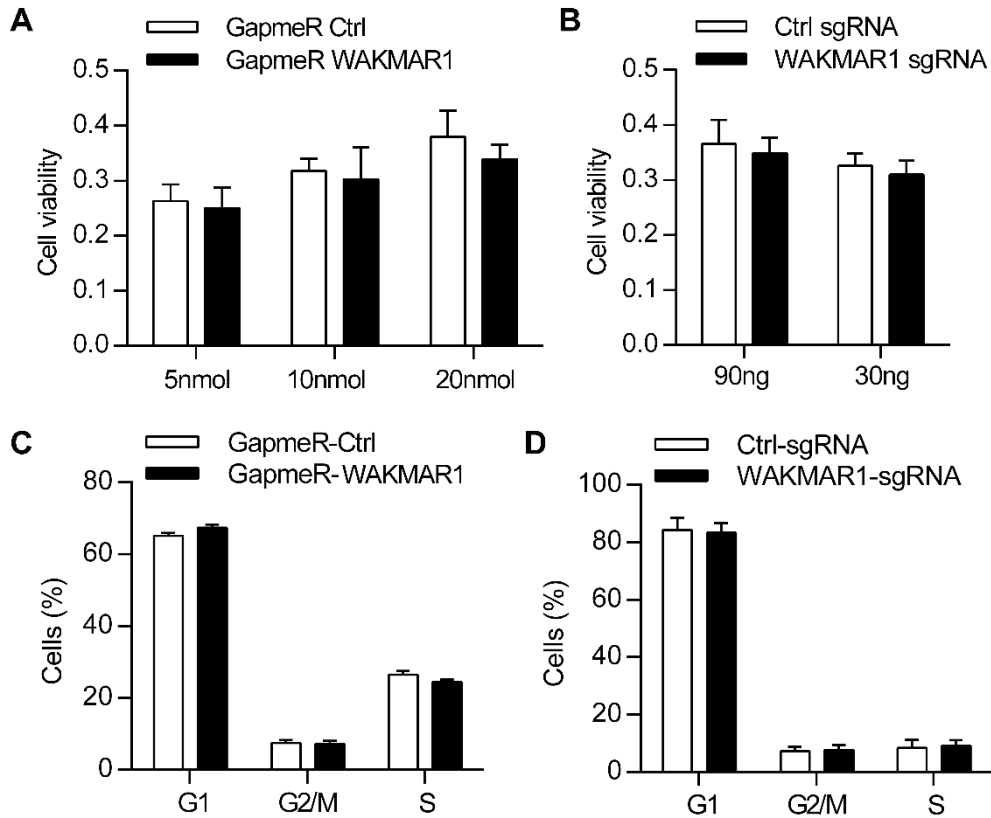 A
GapmeR Ctrl
GapmeR WAKMAR1
Cell viability
0.5
0.4
0.3
0.2
0.1
0.0
5nmol 10nmol 20nmol
B
Ctrl sgRNA
WAKMAR1 sgRNA
Cell viability
0.5
0.4
0.3
0.2
0.1
0.0
90ng 30ng
C
GapmeR-Ctrl
GapmeR-WAKMAR1
Cells (%)
80
60
40
20
0
G1 G2/M S
D
Ctrl-sgRNA
WAKMAR1-sgRNA
Cells (%)
100
80
60
40
20
0
G1 G2/M S